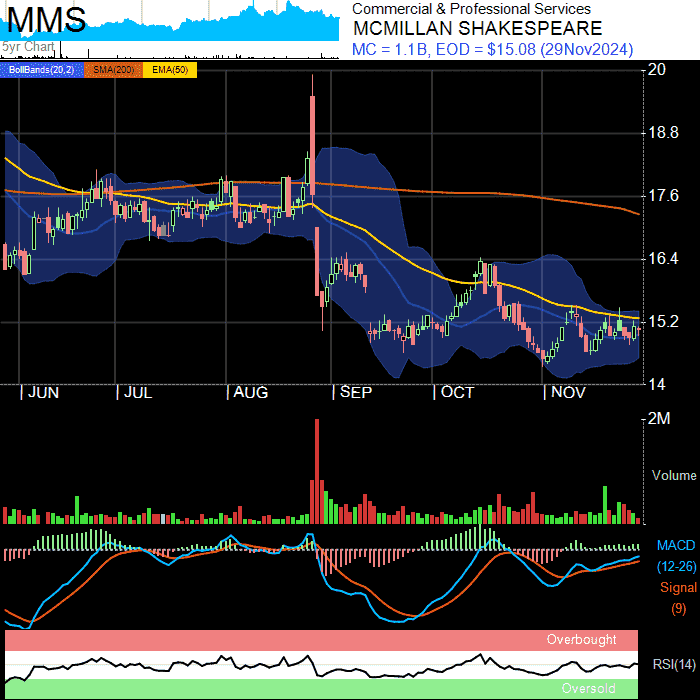 MMS
5yr Chart
Commercial & Professional Services
MCMILLAN SHAKESPEARE
MC = 1.1B, EOD = $15.08 (29Nov2024)
BollBands(20,2) SMA(200) EMA(50)
20
18.8
17.6
16.4
15.2
14
JUN JUL AUG SEP OCT NOV
2M
Volume
MACD
(12-26)
Signal
(9)
Overbought
RSI(14)
Oversold